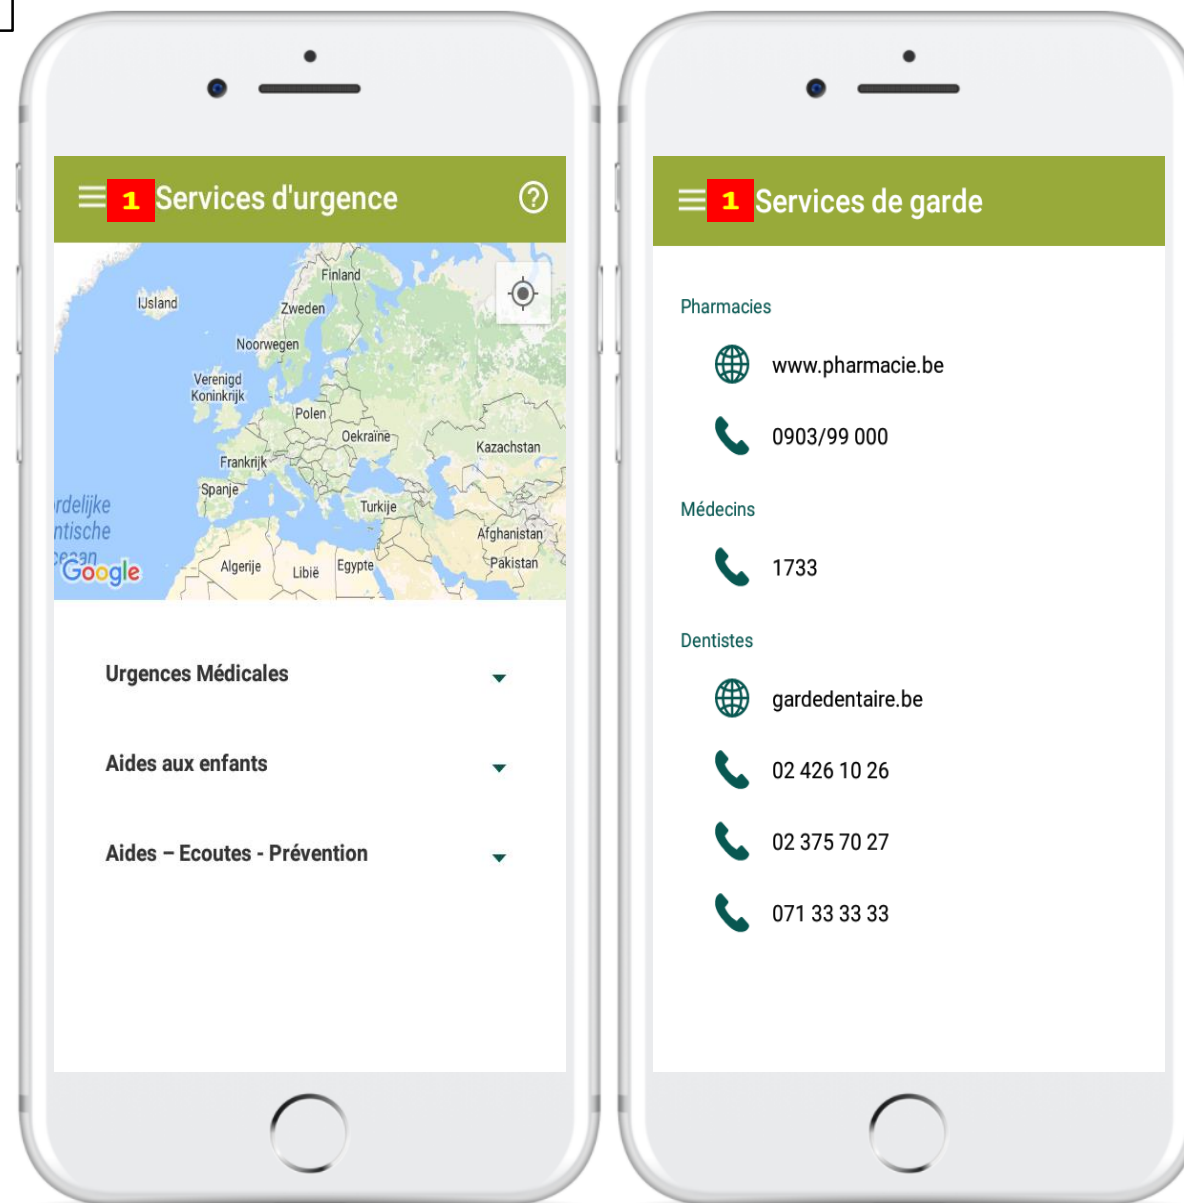 1 Services d'urgence
Finland
IJsland
Zweden
Noorwegen
Verenigd
Koninkrijk
Polen
Oekraïne
Kazachstan
Frankrijk
Spanje
Turkije
rdelijke
ntische
Afghanistan
Google
Algerije
Libië
Egypte
Pakistan
Urgences Médicales
Aides aux enfants
Aides – Ecoutes - Prévention
1 Services de garde
Pharmacies
www.pharmacie.be
0903/99 000
Médecins
1733
Dentistes
gardedentaire.be
02 426 10 26
02 375 70 27
071 33 33 33